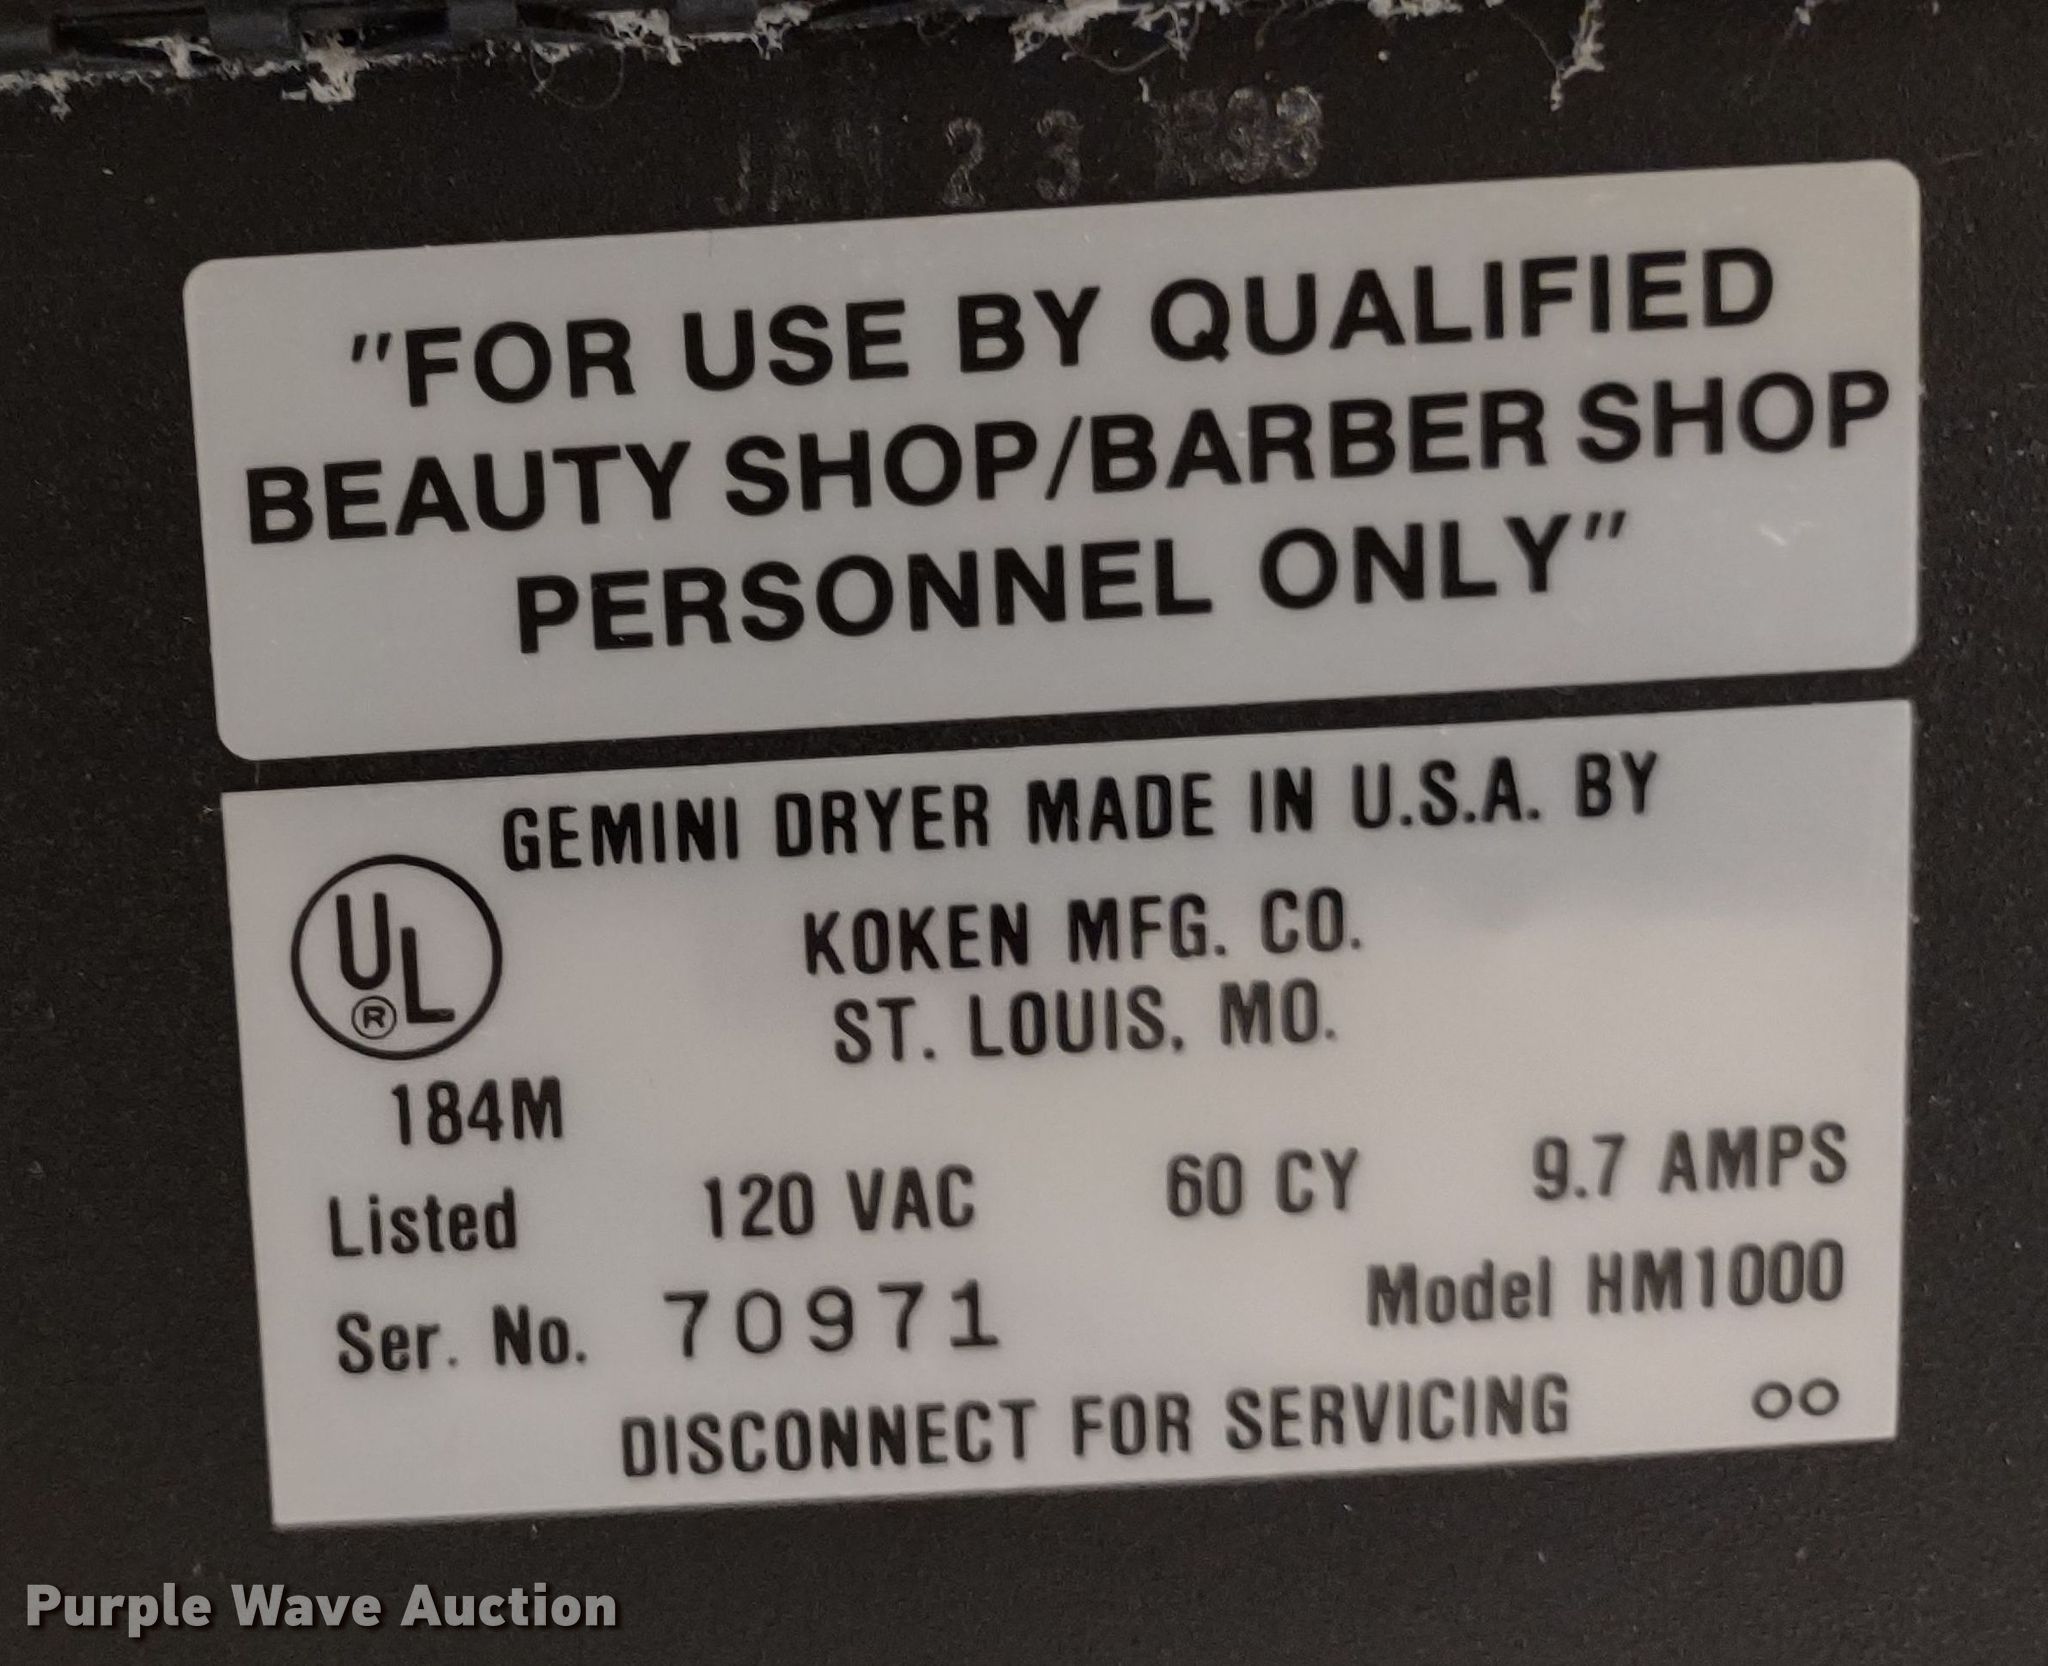 23
"FOR USE BY QUALIFIED
BEAUTY SHOP/BARBER SHOP
PERSONNEL ONLY"
GEMINI DRYER MADE IN U.S.A. BY
KOKEN MFG. CO.
ST. LOUIS, MO.
UL
®
184M
Listed 120 VAC 60 CY 9.7 AMPS
Ser. No. 70971 Model HM1000
DISCONNECT FOR SERVICING OO
Purple Wave Auction